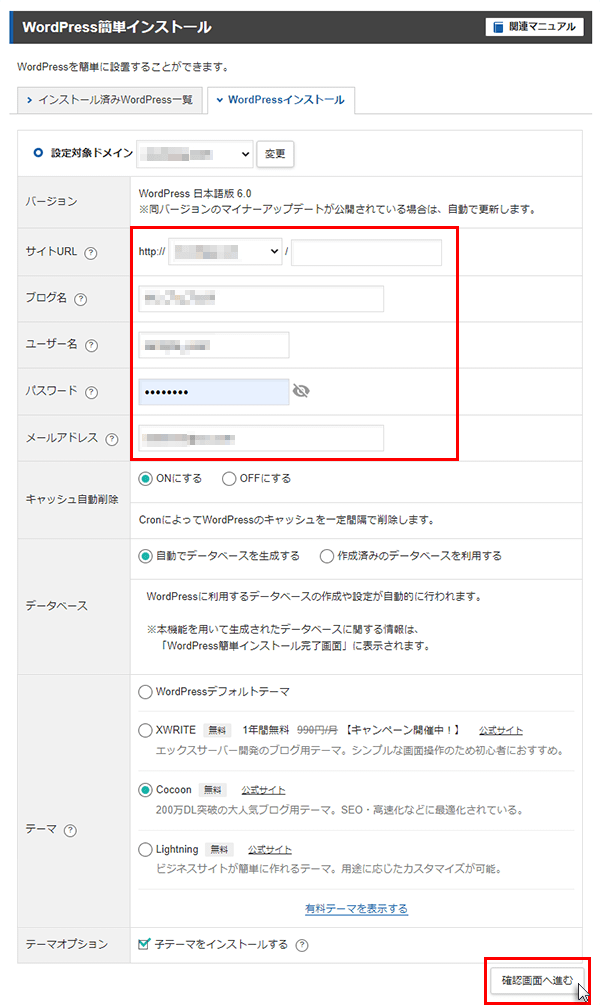 WordPress簡単インストール
関連マニュアル
WordPressを簡単に設置することができます。
インストール済みWordPress一覧
WordPressインストール
設定対象ドメイン
変更
バージョン
WordPress 日本語版 6.0
※同バージョンのマイナーアップデートが公開されている場合は、自動で更新します。
サイトURL ?
http:// /
ブログ名 ?
ユーザー名 ?
パスワード ?
••••••••
メールアドレス ?
キャッシュ自動削除
ONにする OFFにする
CronによってWordPressのキャッシュを一定間隔で削除します。
データベース
自動でデータベースを生成する 作成済みのデータベースを利用する
WordPressに利用するデータベースの作成や設定が自動的に行われます。
※本機能を用いて生成されたデータベースに関する情報は、
「WordPress簡単インストール完了画面」に表示されます。
テーマ ?
WordPressデフォルトテーマ
XWRITE 無料 1年間無料 990円/月 【キャンペーン開催中！】 公式サイト
エックスサーバー開発のブログ用テーマ。シンプルな画面操作のため初心者におすすめ。
Cocoon 無料 公式サイト
200万DL突破の大人気ブログ用テーマ。SEO・高速化などに最適化されている。
Lightning 無料 公式サイト
ビジネスサイトが簡単に作れるテーマ。用途に応じたカスタマイズが可能。
有料テーマを表示する
テーマオプション
子テーマをインストールする ?
確認画面へ進む